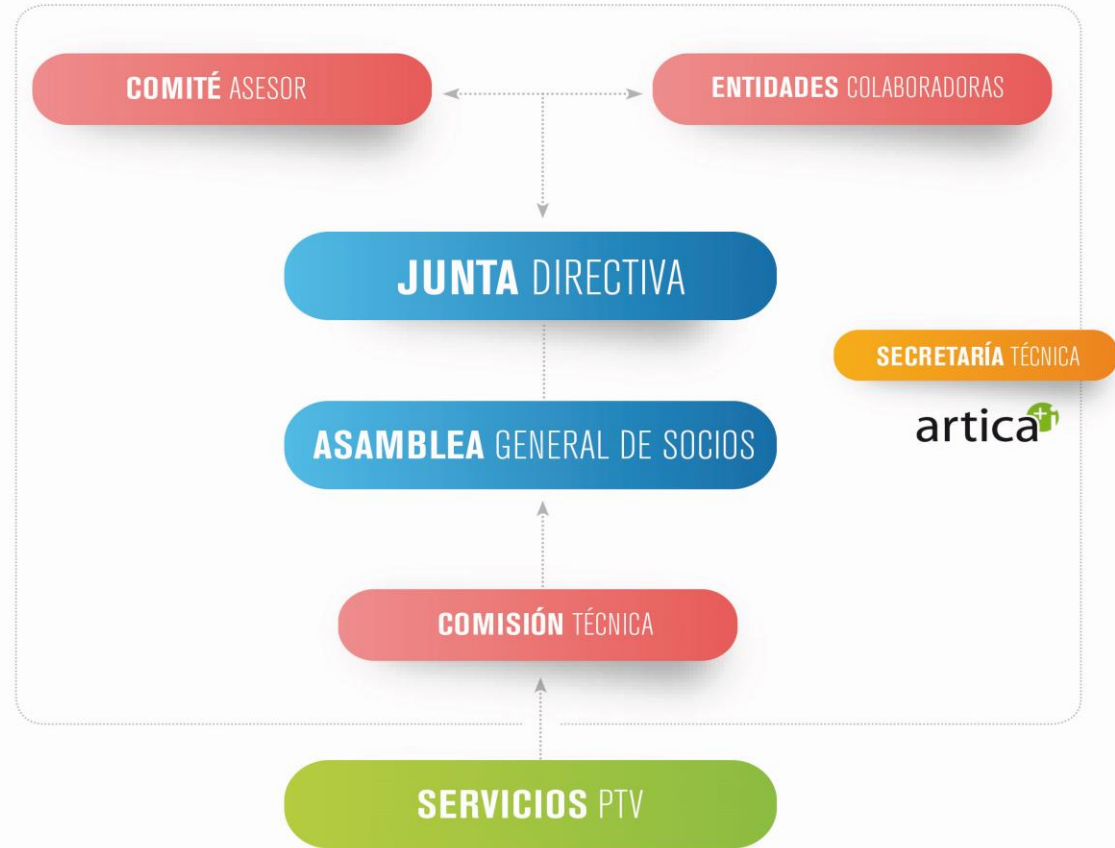 COMITÉ ASESOR
ENTIDADES COLABORADORAS
JUNTA DIRECTIVA
SECRETARÍA TÉCNICA
artica+i
ASAMBLEA GENERAL DE SOCIOS
COMISIÓN TÉCNICA
SERVICIOS PTV